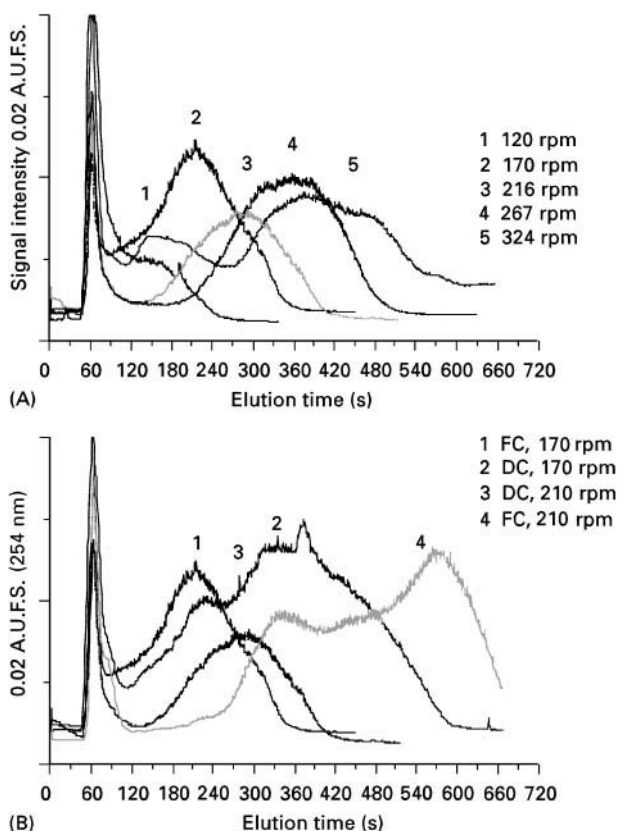 Signal intensity 0.02 A.U.F.S.
1 2 3 4 5
1 120 rpm
2 170 rpm
3 216 rpm
4 267 rpm
5 324 rpm
0 60 120 180 240 300 360 420 480 540 600 660 720
(A) Elution time (s)
0.02 A.U.F.S. (254 nm)
1 3 2 4
1 FC, 170 rpm
2 DC, 170 rpm
3 DC, 210 rpm
4 FC, 210 rpm
0 60 120 180 240 300 360 420 480 540 600 660 720
(B) Elution time (s)